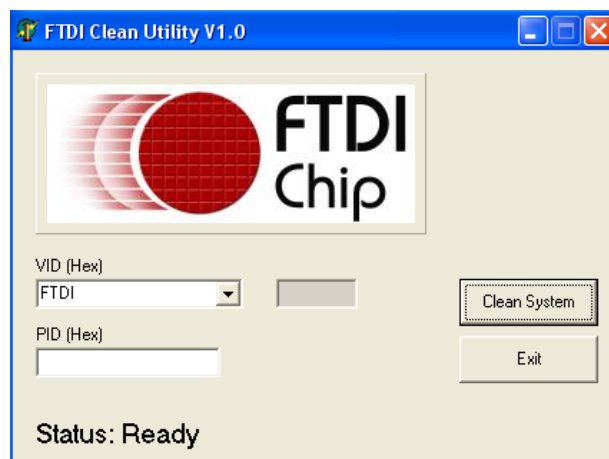 FTDI Clean Utility V1.0
FTDI
Chip
VID (Hex)
FTDI
Clean System
PID (Hex)
Exit
Status: Ready